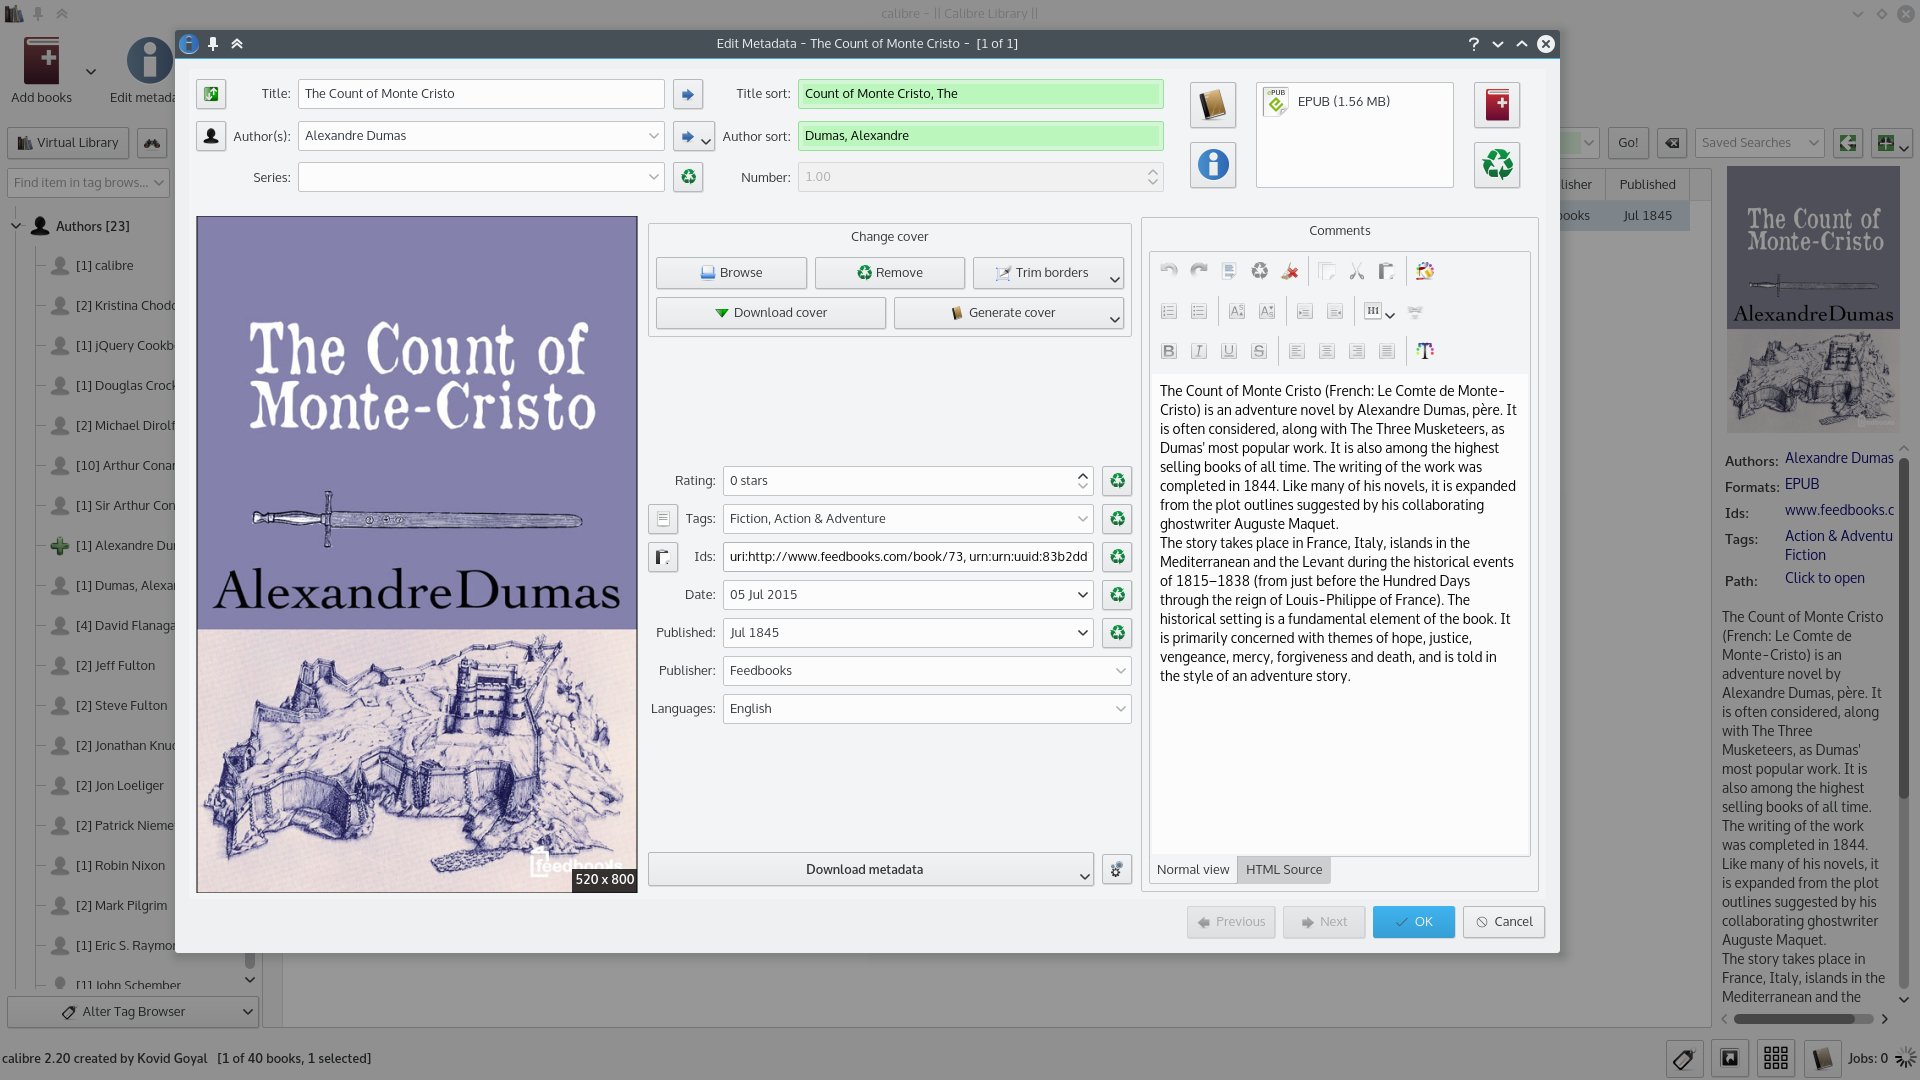 calibre - || Calibre Library ||
Add books
Edit metada
Virtual Library
Find item in tag brows...
Authors [23]
[1] calibre
[2] Kristina Chodo
[1] jQuery Cookb
[1] Douglas Crock
[2] Michael Dirolf
[10] Arthur Conan
[1] Sir Arthur Con
[1] Alexandre Du
[1] Dumas, Alexa
[4] David Flanaga
[2] Jeff Fulton
[2] Steve Fulton
[2] Jonathan Knu
[2] Jon Loeliger
[2] Patrick Nieme
[1] Robin Nixon
[2] Mark Pilgrim
[1] Eric S. Raymo
[1] John Schember
Alter Tag Browser
calibre 2.20 created by Kovid Goyal [1 of 40 books, 1 selected]
Edit Metadata - The Count of Monte Cristo - [1 of 1]
Title: The Count of Monte Cristo
Title sort: Count of Monte Cristo, The
Author(s): Alexandre Dumas
Author sort: Dumas, Alexandre
Series:
Number: 1.00
EPUB (1.56 MB)
The Count of
Monte-Cristo
Alexandre Dumas
feedbooks
520 x 800
Change cover
Browse
Remove
Trim borders
Download cover
Generate cover
Rating: 0 stars
Tags: Fiction, Action & Adventure
Ids: uri:http://www.feedbooks.com/book/73, urn:urn:uuid:83b2dd
Date: 05 Jul 2015
Published: Jul 1845
Publisher: Feedbooks
Languages: English
Download metadata
Comments
The Count of Monte Cristo (French: Le Comte de Monte-
Cristo) is an adventure novel by Alexandre Dumas, père. It
is often considered, along with The Three Musketeers, as
Dumas' most popular work. It is also among the highest
selling books of all time. The writing of the work was
completed in 1844. Like many of his novels, it is expanded
from the plot outlines suggested by his collaborating
ghostwriter Auguste Maquet.
The story takes place in France, Italy, islands in the
Mediterranean and the Levant during the historical events
of 1815–1838 (from just before the Hundred Days
through the reign of Louis-Philippe of France). The
historical setting is a fundamental element of the book. It
is primarily concerned with themes of hope, justice,
vengeance, mercy, forgiveness and death, and is told in
the style of an adventure story.
Normal view
HTML Source
Previous
Next
OK
Cancel
Go!
Saved Searches
lisher
Published
ooks
Jul 1845
The Count of
Monte-Cristo
Alexandre Dumas
Authors: Alexandre Dumas
Formats: EPUB
Ids: www.feedbooks.c
Tags: Action & Adventu
Fiction
Path: Click to open
The Count of Monte Cristo
(French: Le Comte de
Monte-Cristo) is an
adventure novel by
Alexandre Dumas, père. It
is often considered, along
with The Three
Musketeers, as Dumas'
most popular work. It is
also among the highest
selling books of all time.
The writing of the work
was completed in 1844.
Like many of his novels, it
is expanded from the plot
outlines suggested by his
collaborating ghostwriter
Auguste Maquet.
The story takes place in
France, Italy, islands in the
Mediterranean and the
Jobs: 0